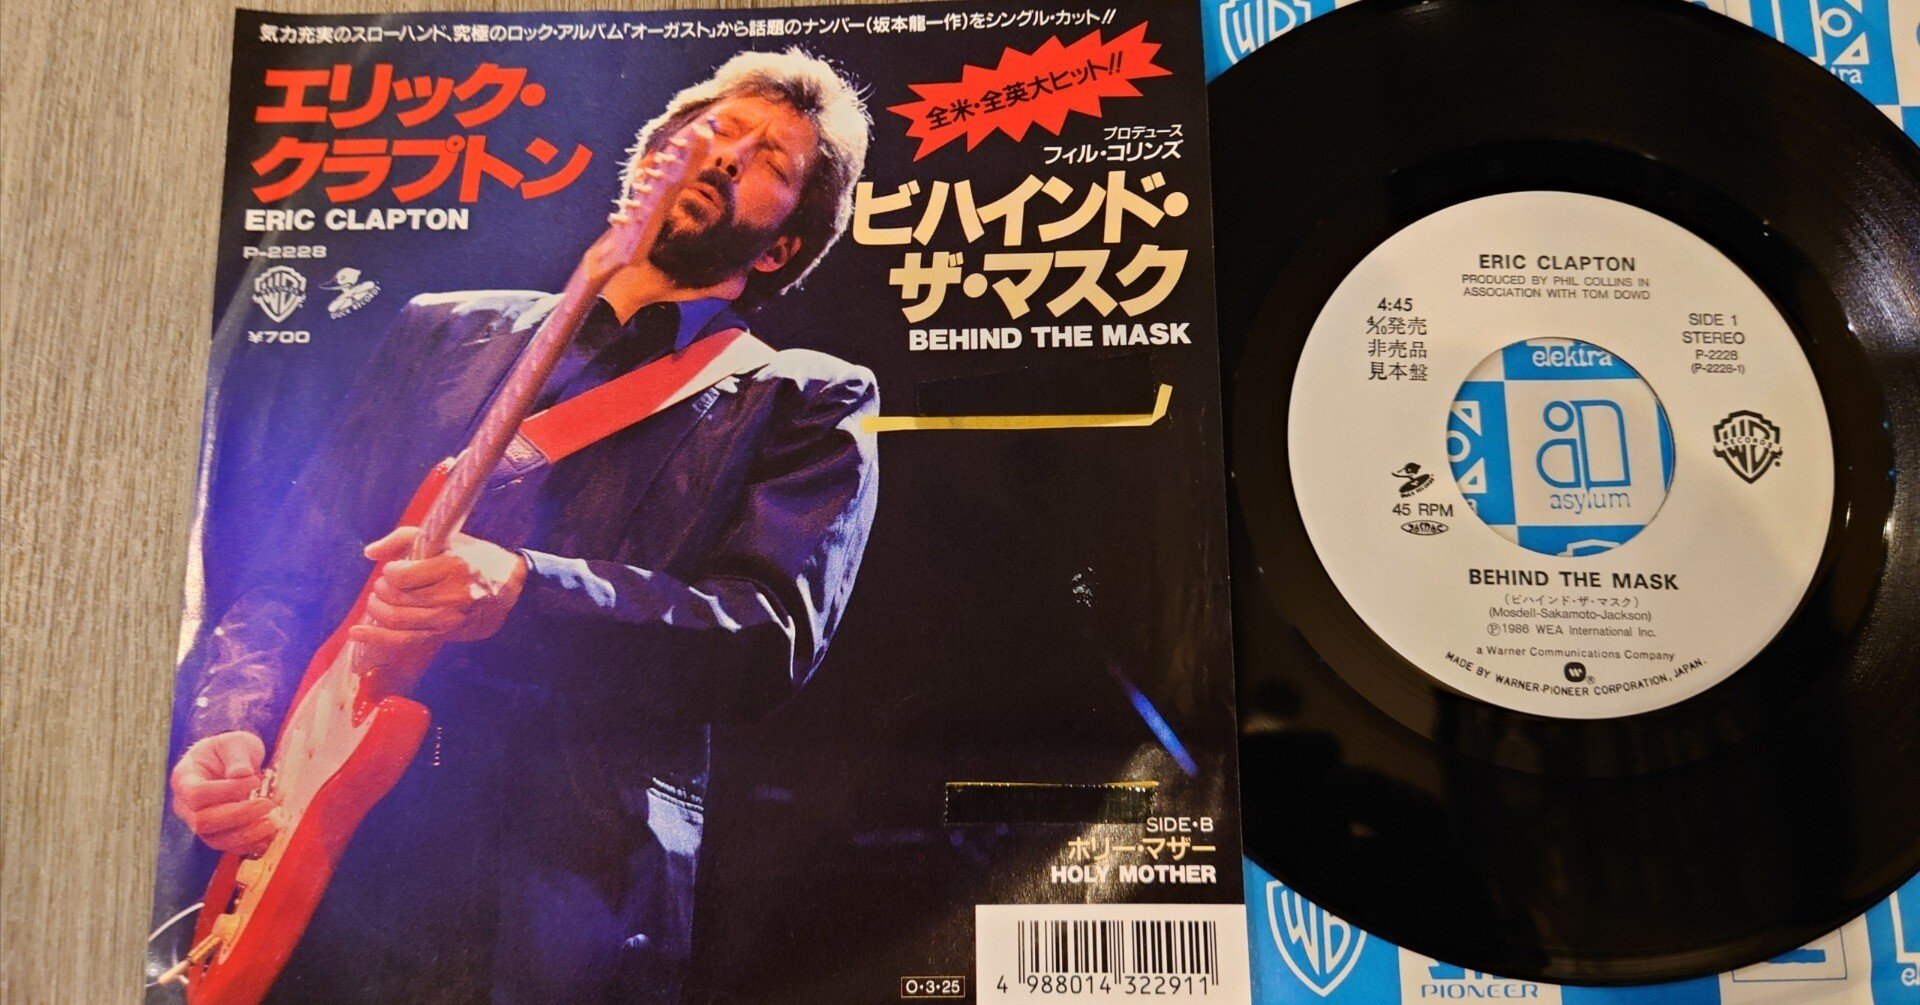 気力充実のスローハンド、究極のロック・アルバム「オーガスト」から話題のナンバー(坂本龍一作)をシングル・カット!!
エリック・
クラプトン
ERIC CLAPTON
P-2228
DUCK RECORDS
¥700
全米・全英大ヒット!!
プロデュース
フィル・コリンズ
ビハインド・
ザ・マスク
BEHIND THE MASK
SIDE・B
ホリー・マザー
HOLY MOTHER
O・3・25
4 988014 322911
ERIC CLAPTON
PRODUCED BY PHIL COLLINS IN
ASSOCIATION WITH TOM DOWD
4:45
4/10発売
非売品
見本盤
SIDE 1
STEREO
P-2228
(P-2228-1)
RECORDS
45 RPM
JASRAC
BEHIND THE MASK
(ビハインド・ザ・マスク)
(Mosdell-Sakamoto-Jackson)
Ⓟ1986 WEA International Inc.
a Warner Communications Company
MADE BY WARNER-PIONEER CORPORATION, JAPAN.
elektra
asylum
PIONEER